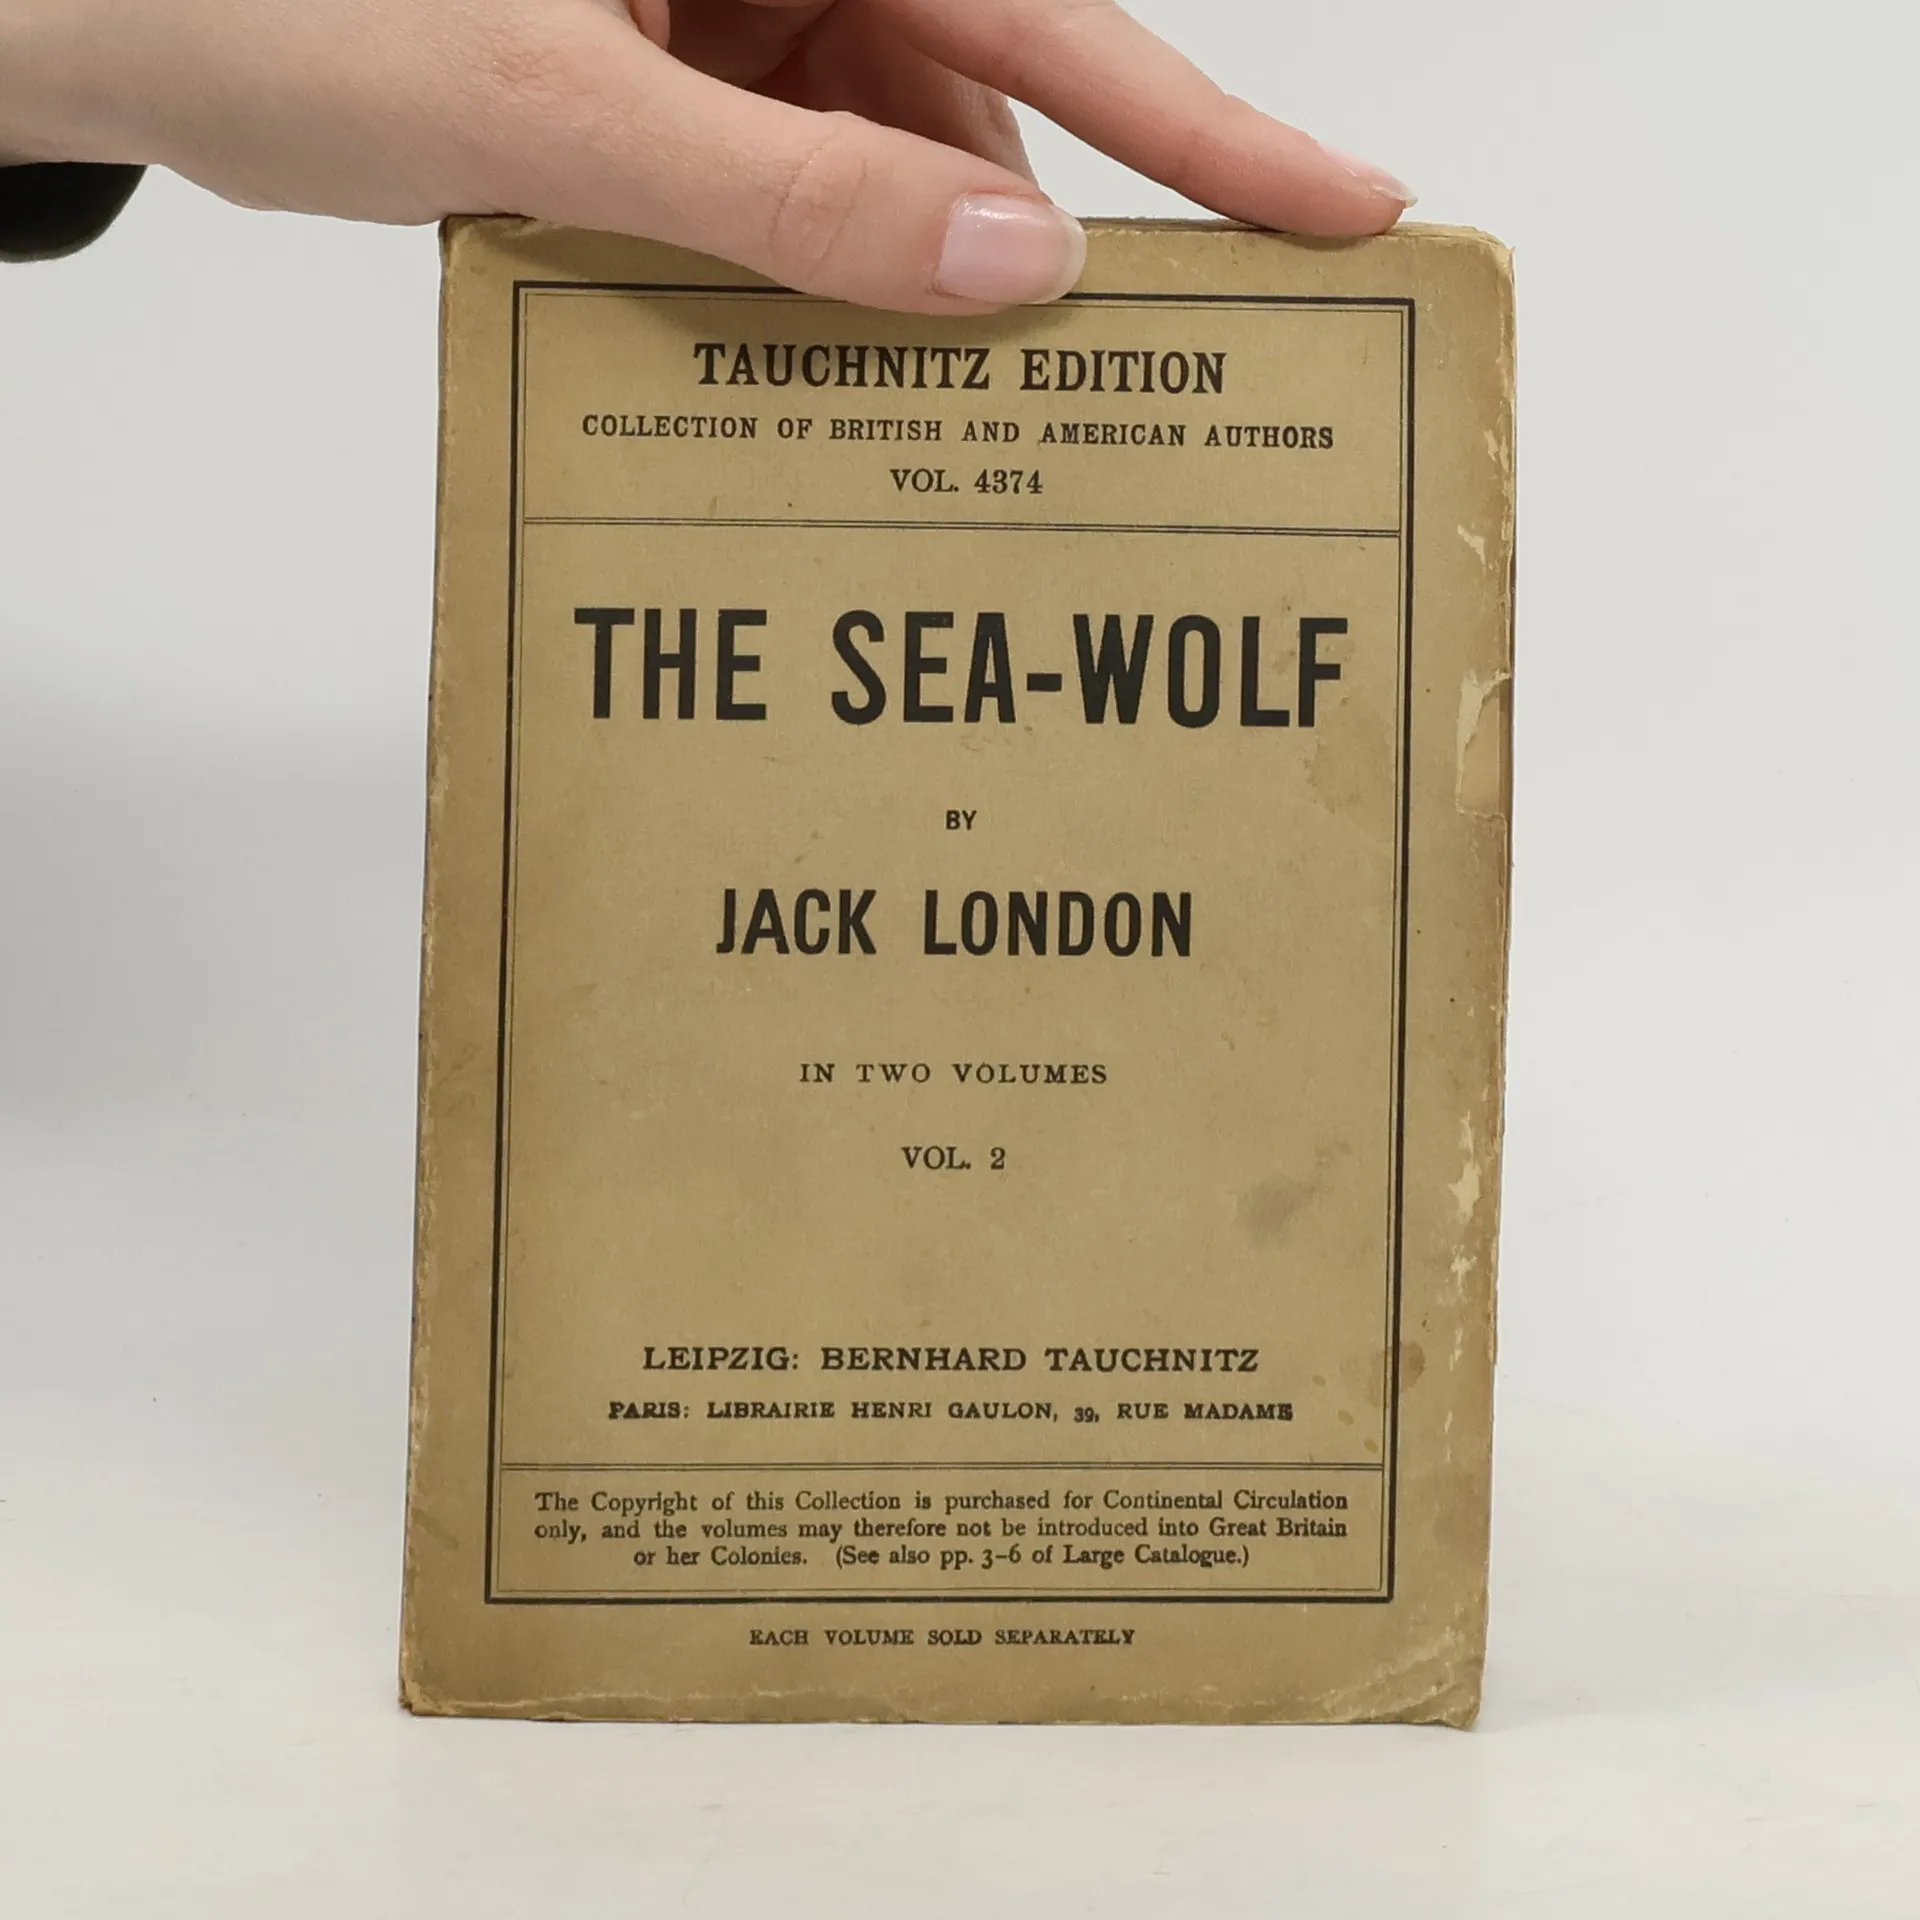 TAUCHNITZ EDITION
COLLECTION OF BRITISH AND AMERICAN AUTHORS
VOL. 4374
THE SEA-WOLF
BY
JACK LONDON
IN TWO VOLUMES
VOL. 2
LEIPZIG: BERNHARD TAUCHNITZ
PARIS: LIBRAIRIE HENRI GAULON, 39, RUE MADAME
The Copyright of this Collection is purchased for Continental Circulation
only, and the volumes may therefore not be introduced into Great Britain
or her Colonies. (See also pp. 3–6 of Large Catalogue.)
EACH VOLUME SOLD SEPARATELY